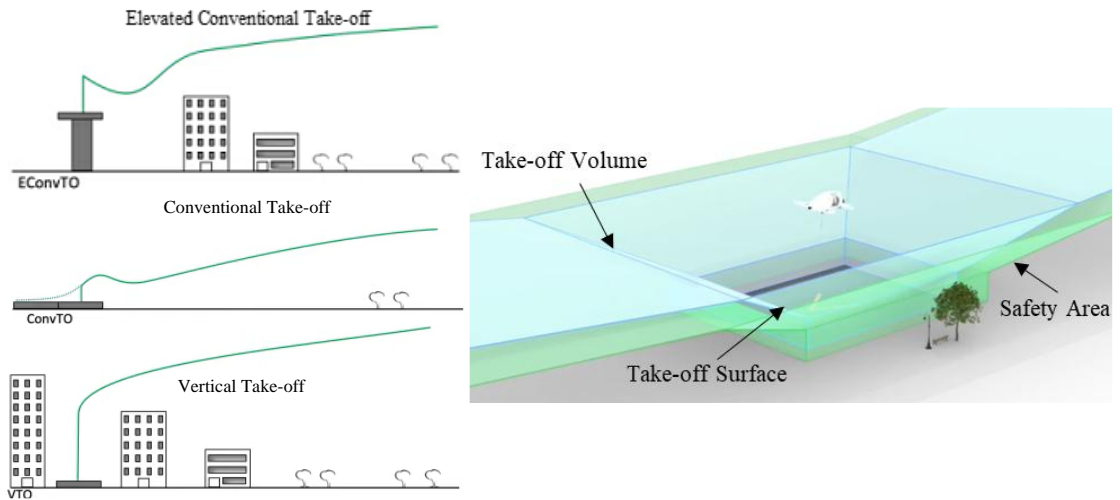 Elevated Conventional Take-off
EConvTO
Conventional Take-off
ConvTO
Vertical Take-off
VTO
Take-off Volume
Safety Area
Take-off Surface